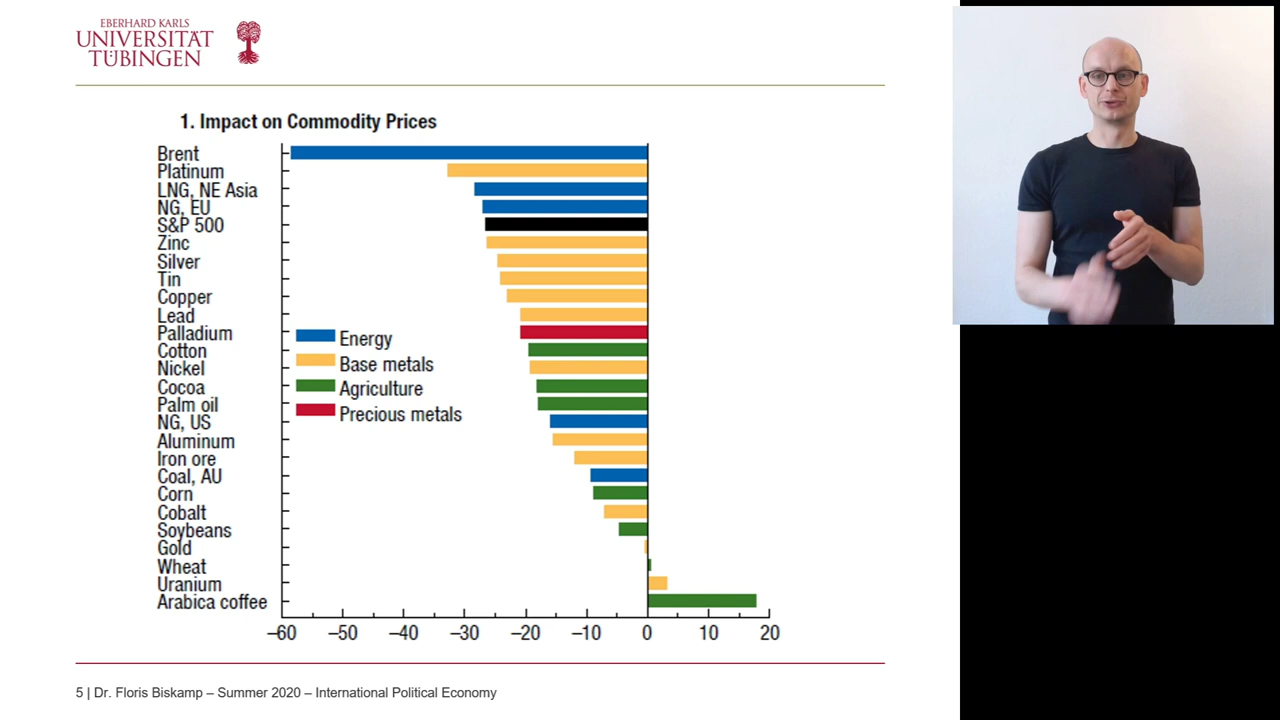 EBERHARD KARLS
UNIVERSITÄT
TÜBINGEN
1. Impact on Commodity Prices
Brent
Platinum
LNG, NE Asia
NG, EU
S&P 500
Zinc
Silver
Tin
Copper
Lead
Palladium
Cotton
Nickel
Cocoa
Palm oil
NG, US
Aluminum
Iron ore
Coal, AU
Corn
Cobalt
Soybeans
Gold
Wheat
Uranium
Arabica coffee
Energy
Base metals
Agriculture
Precious metals
–60 –50 –40 –30 –20 –10 0 10 20
5 | Dr. Floris Biskamp – Summer 2020 – International Political Economy